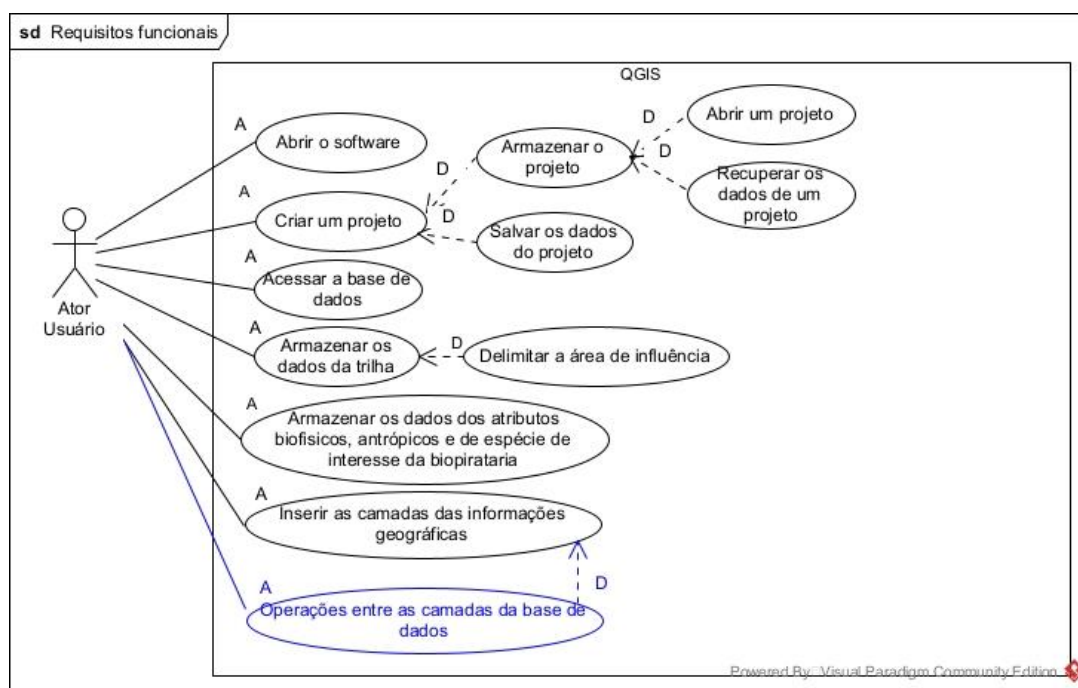 sd Requisitos funcionais
QGIS
A
Abrir o software
D
Abrir um projeto
Armazenar o
projeto
D
D
Recuperar os
dados de um
projeto
A
Criar um projeto
D
Salvar os dados
do projeto
A
Acessar a base de
dados
Ator
Usuário
A
Armazenar os
dados da trilha
D
Delimitar a área de influência
A
Armazenar os dados dos atributos
biofisicos, antrópicos e de espécie de
interesse da biopirataria
A
Inserir as camadas das informações
geográficas
D
A
Operações entre as camadas da base de
dados
Powered By Visual Paradigm Community Edition